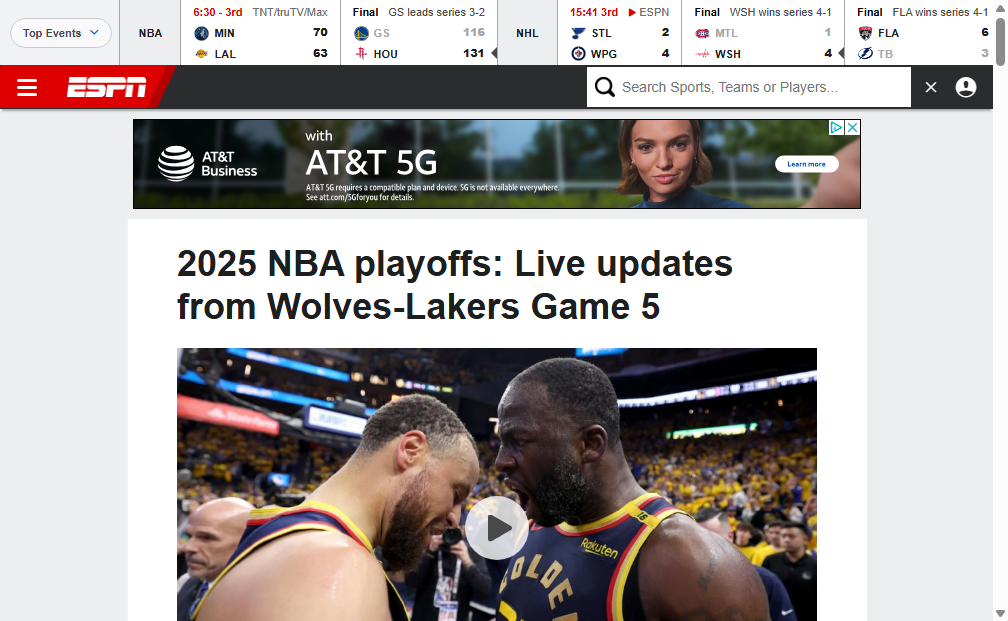 Top Events
NBA
6:30 - 3rd TNT/truTV/Max
MIN 70
LAL 63
Final GS leads series 3-2
GS 116
HOU 131
NHL
15:41 3rd ESPN
STL 2
WPG 4
Final WSH wins series 4-1
MTL 1
WSH 4
Final FLA wins series 4-1
FLA 6
TB 3
ESPN
Search Sports, Teams or Players...
AT&T
Business
with
AT&T 5G
AT&T 5G requires a compatible plan and device. 5G is not available everywhere.
See att.com/5Gforyou for details.
Learn more
2025 NBA playoffs: Live updates
from Wolves-Lakers Game 5
State Farm
Rakuten
GOLDE